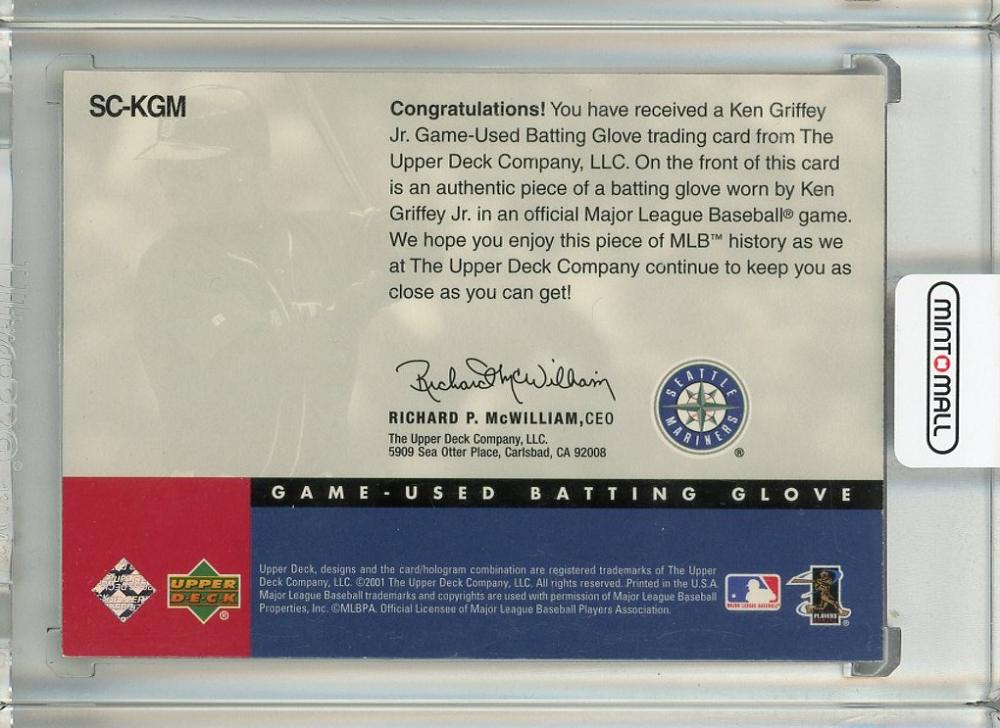 SC-KGM
Congratulations! You have received a Ken Griffey
Jr. Game-Used Batting Glove trading card from The
Upper Deck Company, LLC. On the front of this card
is an authentic piece of a batting glove worn by Ken
Griffey Jr. in an official Major League Baseball® game.
We hope you enjoy this piece of MLB™ history as we
at The Upper Deck Company continue to keep you as
close as you can get!
Richard McWilliam
RICHARD P. McWILLIAM,CEO
The Upper Deck Company, LLC.
5909 Sea Otter Place, Carlsbad, CA 92008
SEATTLE
MARINERS
®
MINTOMALL
GAME-USED BATTING GLOVE
UPPER
DECK
®
Upper Deck, designs and the card/hologram combination are registered trademarks of The Upper
Deck Company, LLC. ©2001 The Upper Deck Company, LLC. All rights reserved. Printed in the U.S.A.
Major League Baseball trademarks and copyrights are used with permission of Major League Baseball
Properties, Inc. ©MLBPA. Official Licensee of Major League Baseball Players Association.
MAJOR LEAGUE BASEBALL
PLAYERS
®